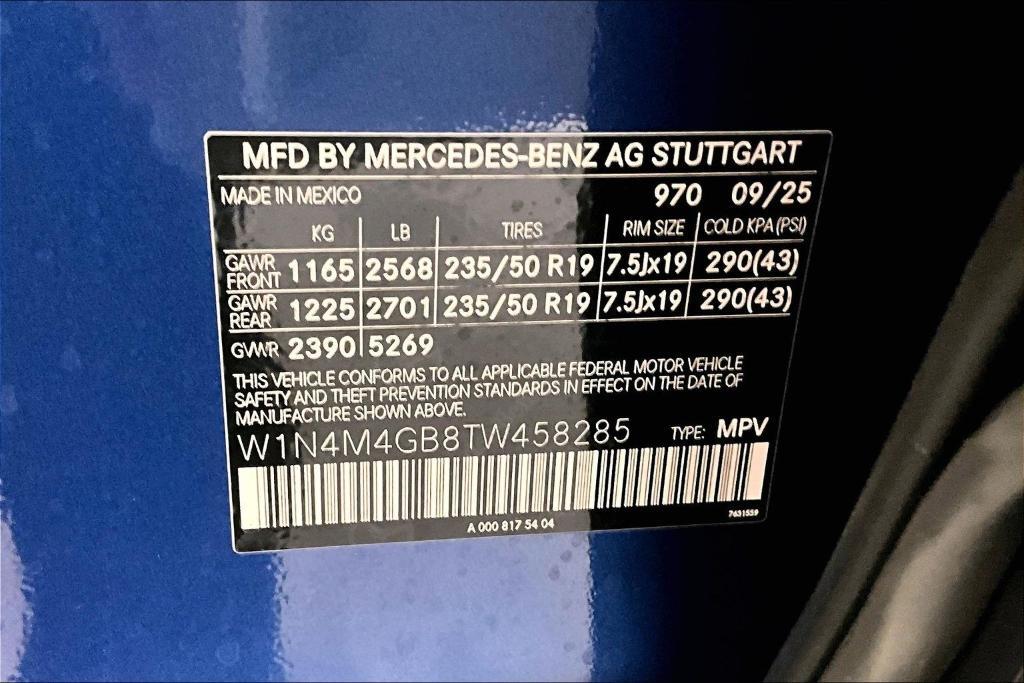 MFD BY MERCEDES-BENZ AG STUTTGART
MADE IN MEXICO 970 09/25
KG LB TIRES RIM SIZE COLD KPA (PSI)
GAWR FRONT 1165 2568 235/50 R19 7.5Jx19 290(43)
GAWR REAR 1225 2701 235/50 R19 7.5Jx19 290(43)
GVWR 2390 5269
THIS VEHICLE CONFORMS TO ALL APPLICABLE FEDERAL MOTOR VEHICLE
SAFETY AND THEFT PREVENTION STANDARDS IN EFFECT ON THE DATE OF
MANUFACTURE SHOWN ABOVE.
W1N4M4GB8TW458285 TYPE: MPV
A 000 817 54 04 7631559